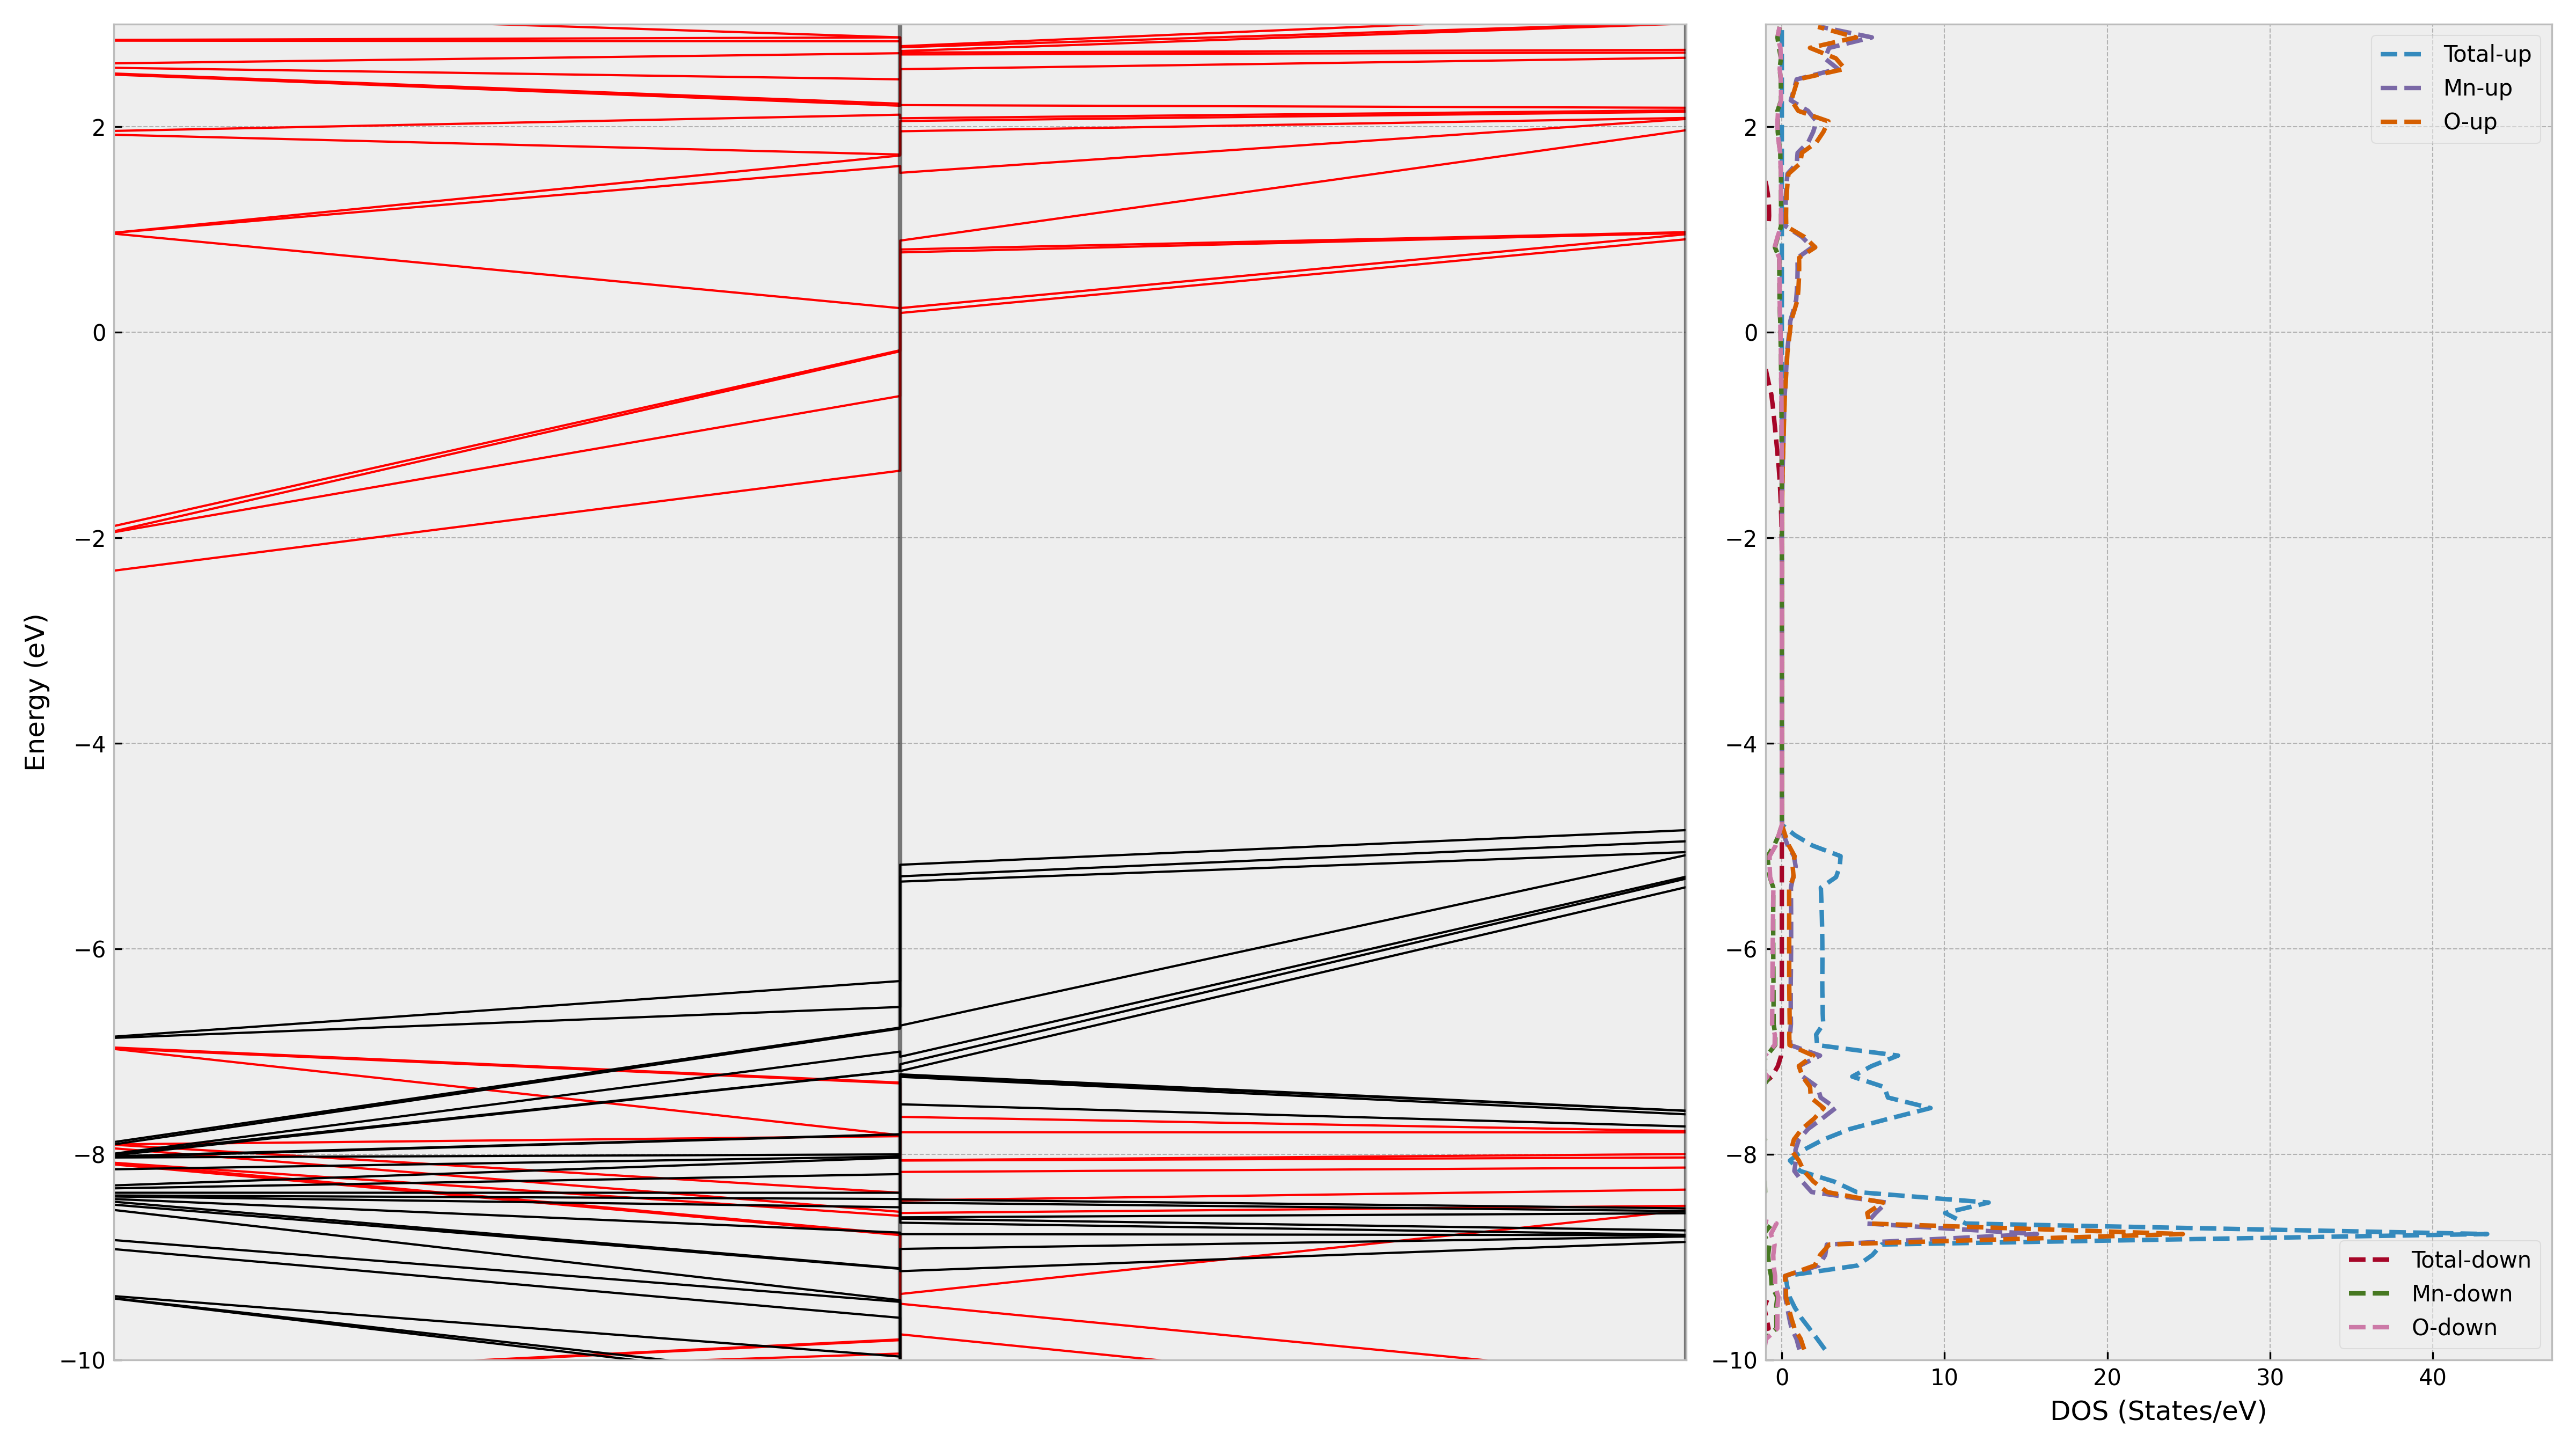 Energy (eV)
2
0
−2
−4
−6
−8
−10
2
0
−2
−4
−6
−8
−10
Total-up
Mn-up
O-up
Total-down
Mn-down
O-down
0 10 20 30 40
DOS (States/eV)